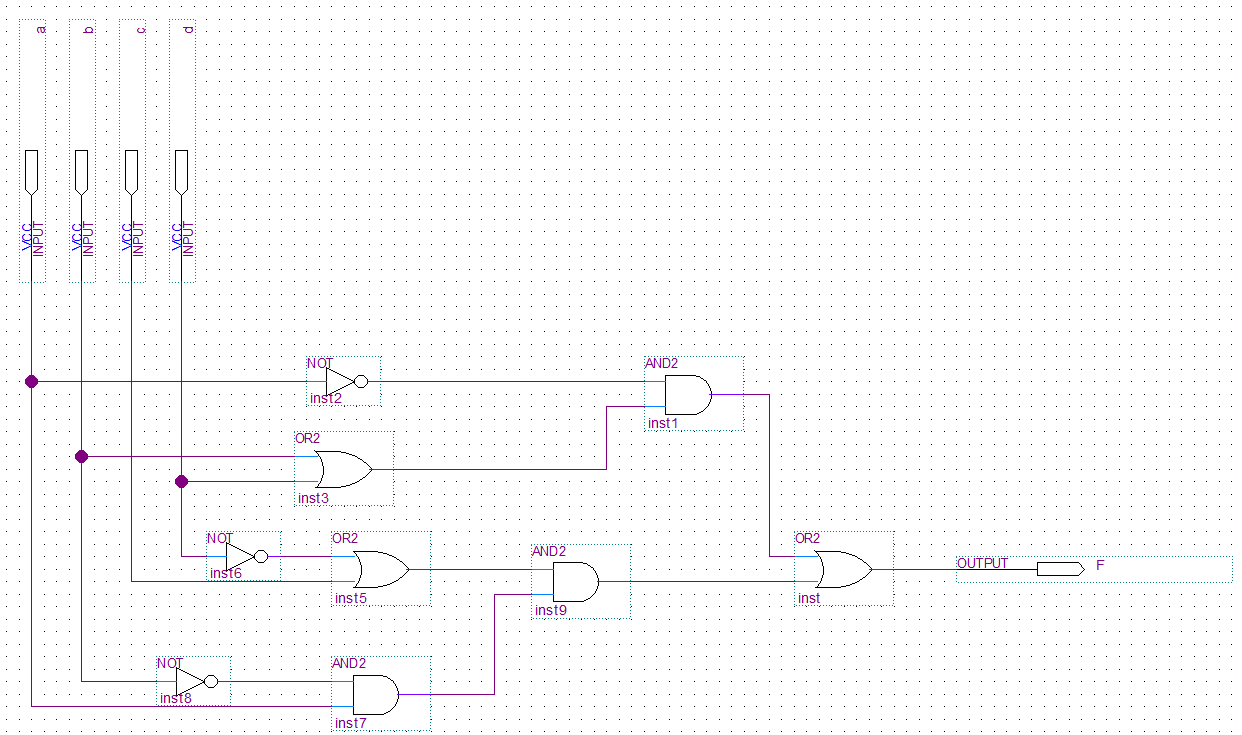 a
b
c
d
VCC
INPUT
VCC
INPUT
VCC
INPUT
VCC
INPUT
NOT
inst2
AND2
inst1
OR2
inst3
NOT
inst6
OR2
inst5
AND2
inst9
OR2
inst
OUTPUT
F
NOT
inst8
AND2
inst7